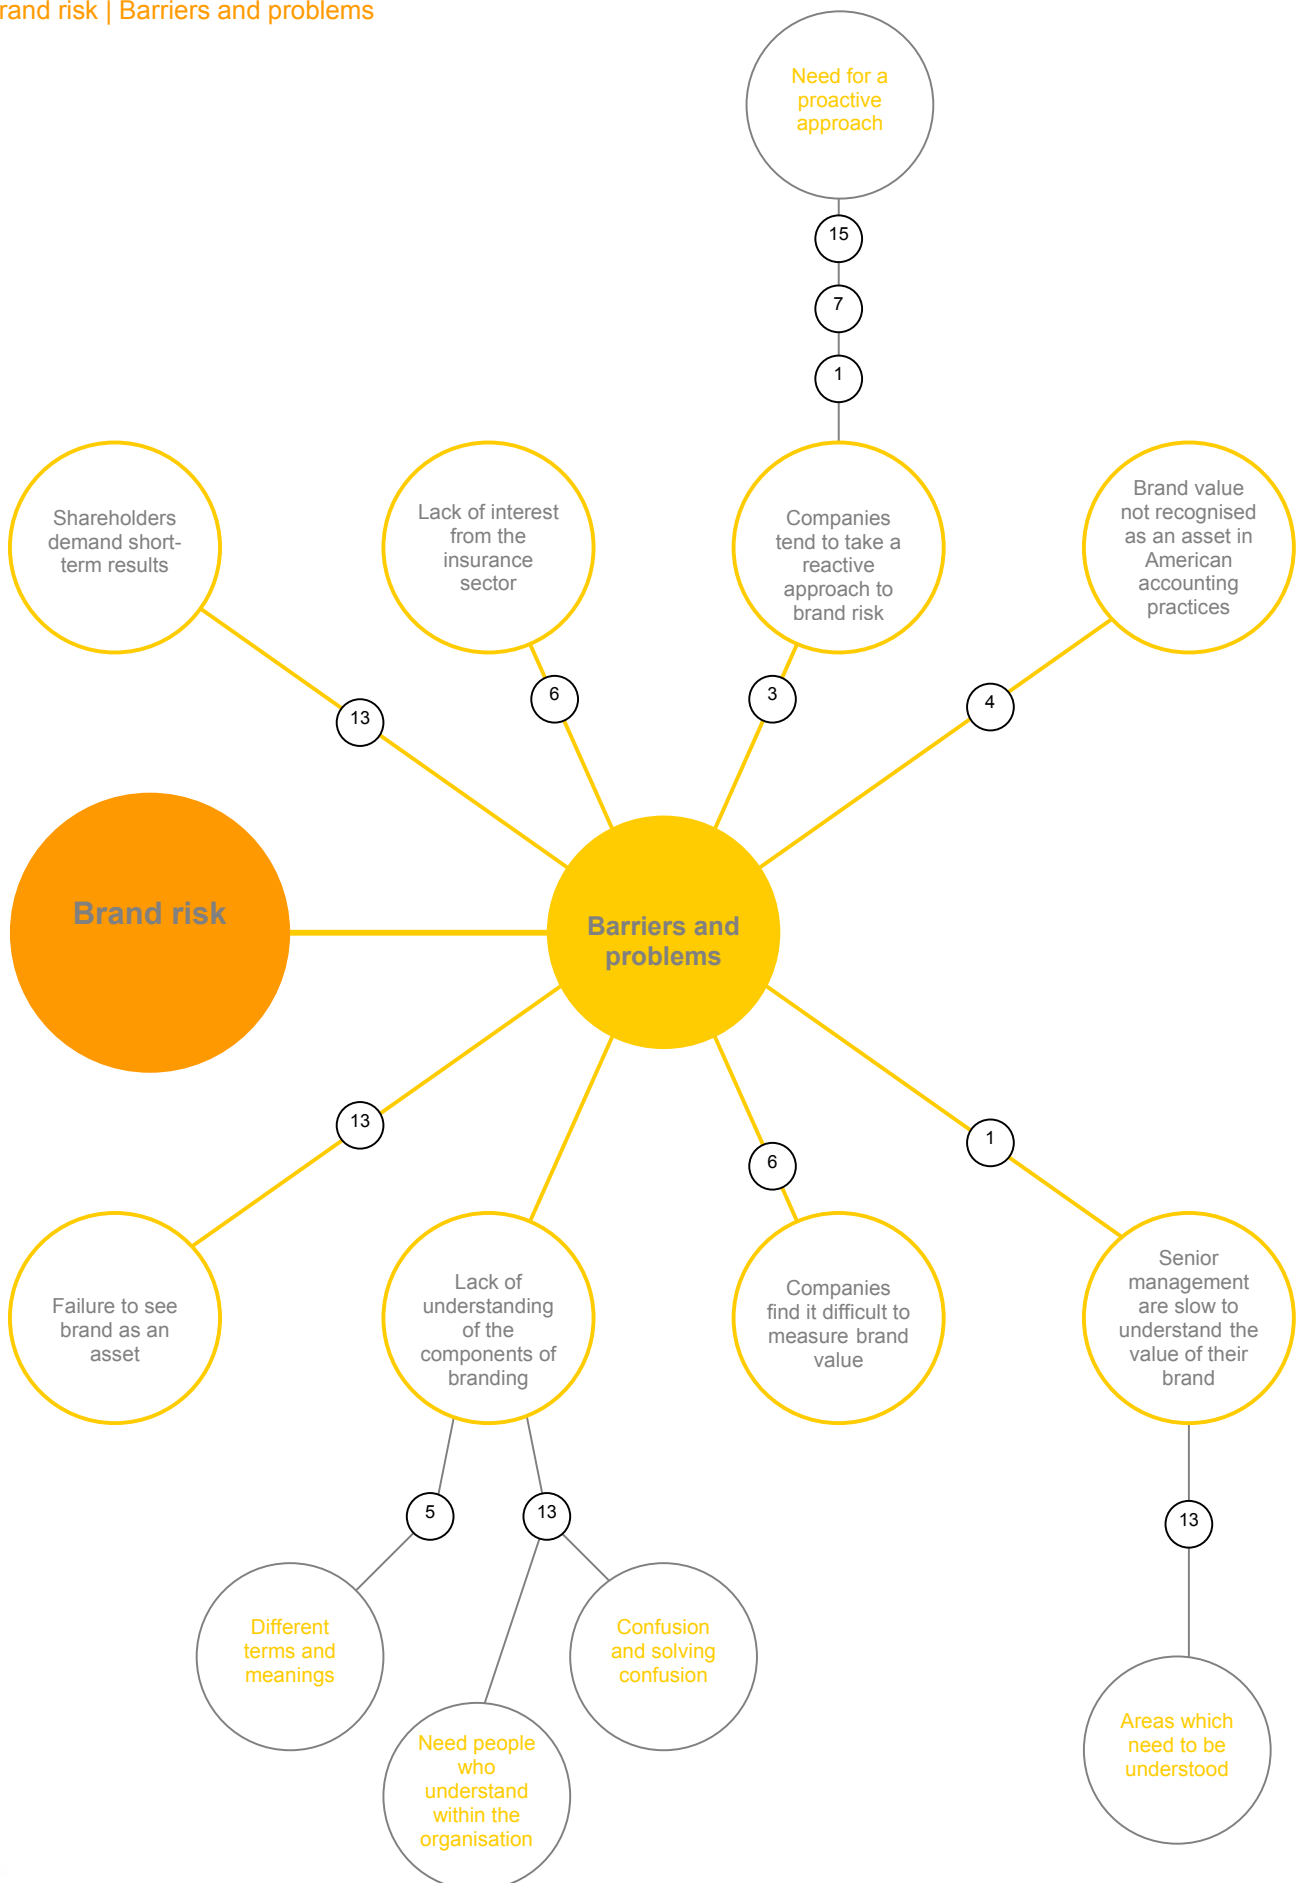 rand risk | Barriers and problems
Need for a
proactive
approach
15
7
1
Shareholders
demand short-
term results
Lack of interest
from the
insurance
sector
Companies
tend to take a
reactive
approach to
brand risk
Brand value
not recognised
as an asset in
American
accounting
practices
13
6
3
4
Brand risk
Barriers and
problems
13
6
1
Failure to see
brand as an
asset
Lack of
understanding
of the
components of
branding
Companies
find it difficult to
measure brand
value
Senior
management
are slow to
understand the
value of their
brand
5
13
13
Different
terms and
meanings
Confusion
and solving
confusion
Need people
who
understand
within the
organisation
Areas which
need to be
understood